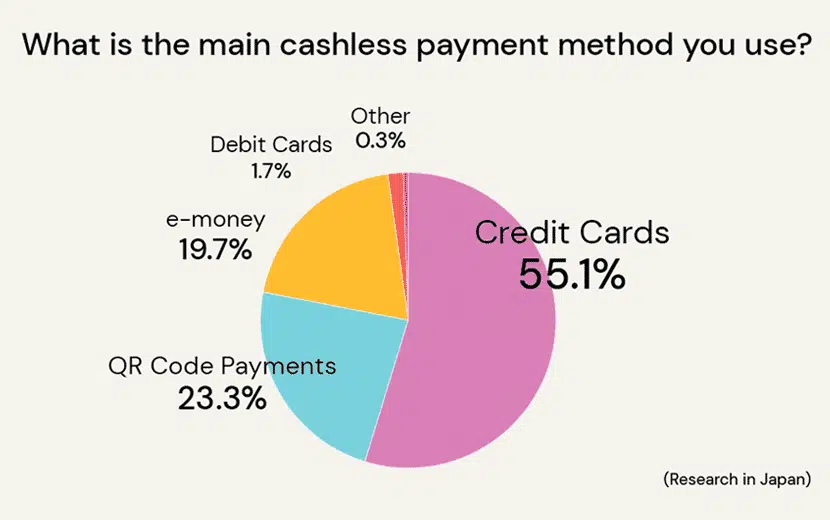 What is the main cashless payment method you use?
Other
0.3%
Debit Cards
1.7%
e-money
19.7%
Credit Cards
55.1%
QR Code Payments
23.3%
(Research in Japan)